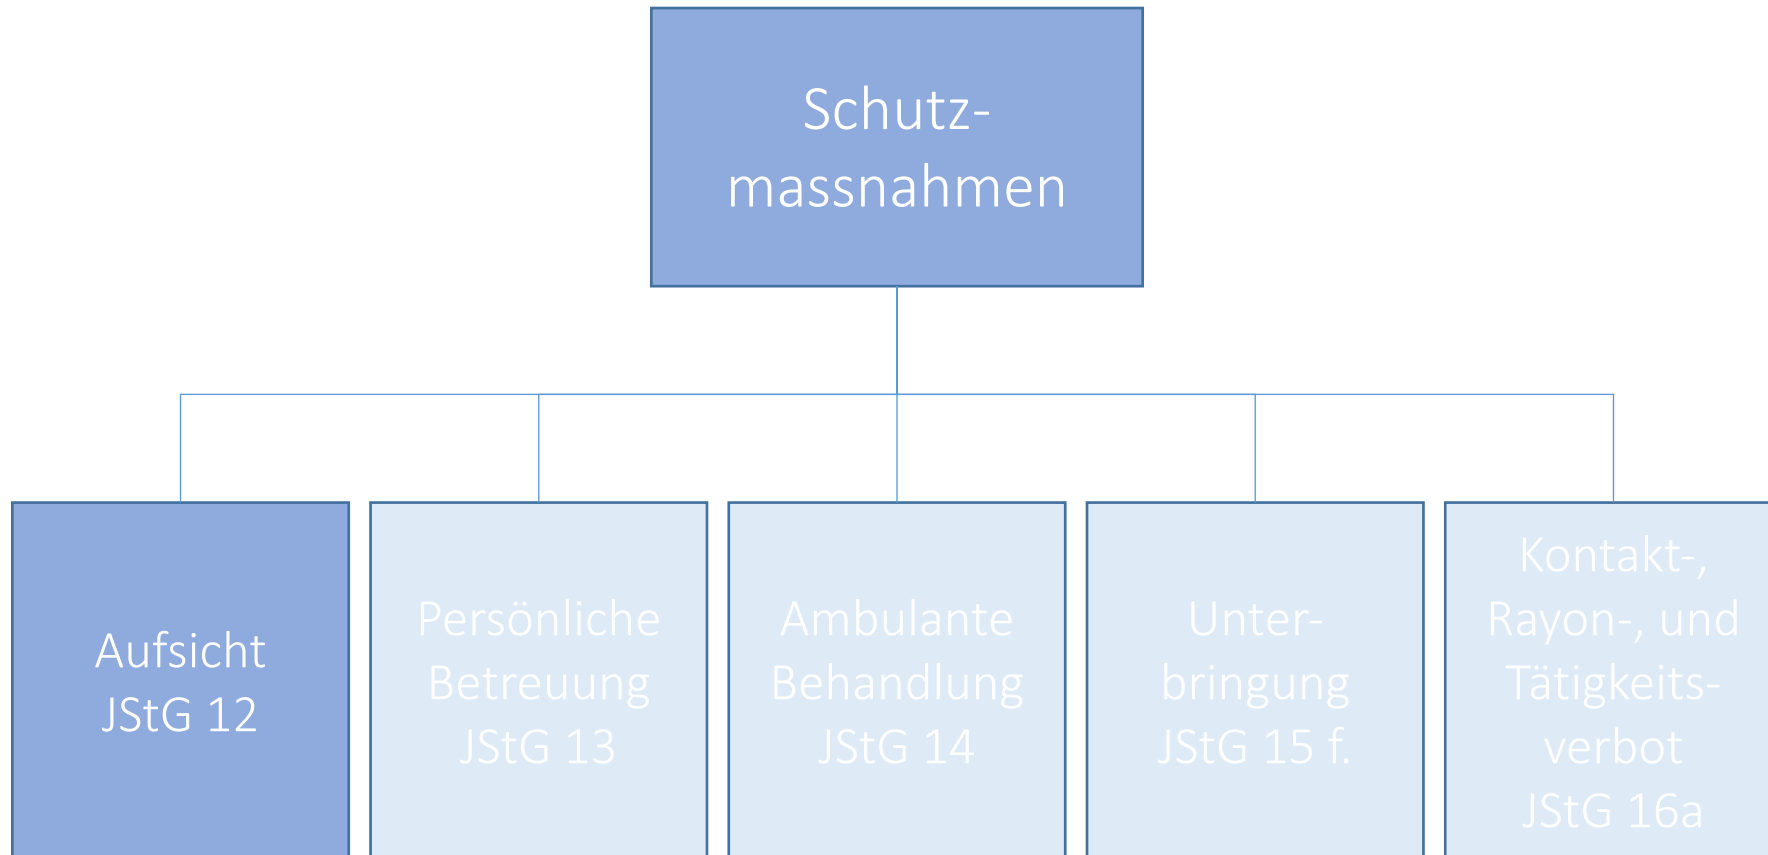 Schutz-
massnahmen
Aufsicht
JStG 12
Persönliche
Betreuung
JStG 13
Ambulante
Behandlung
JStG 14
Unter-
bringung
JStG 15 f.
Kontakt-,
Rayon-, und
Tätigkeits-
verbot
JStG 16a